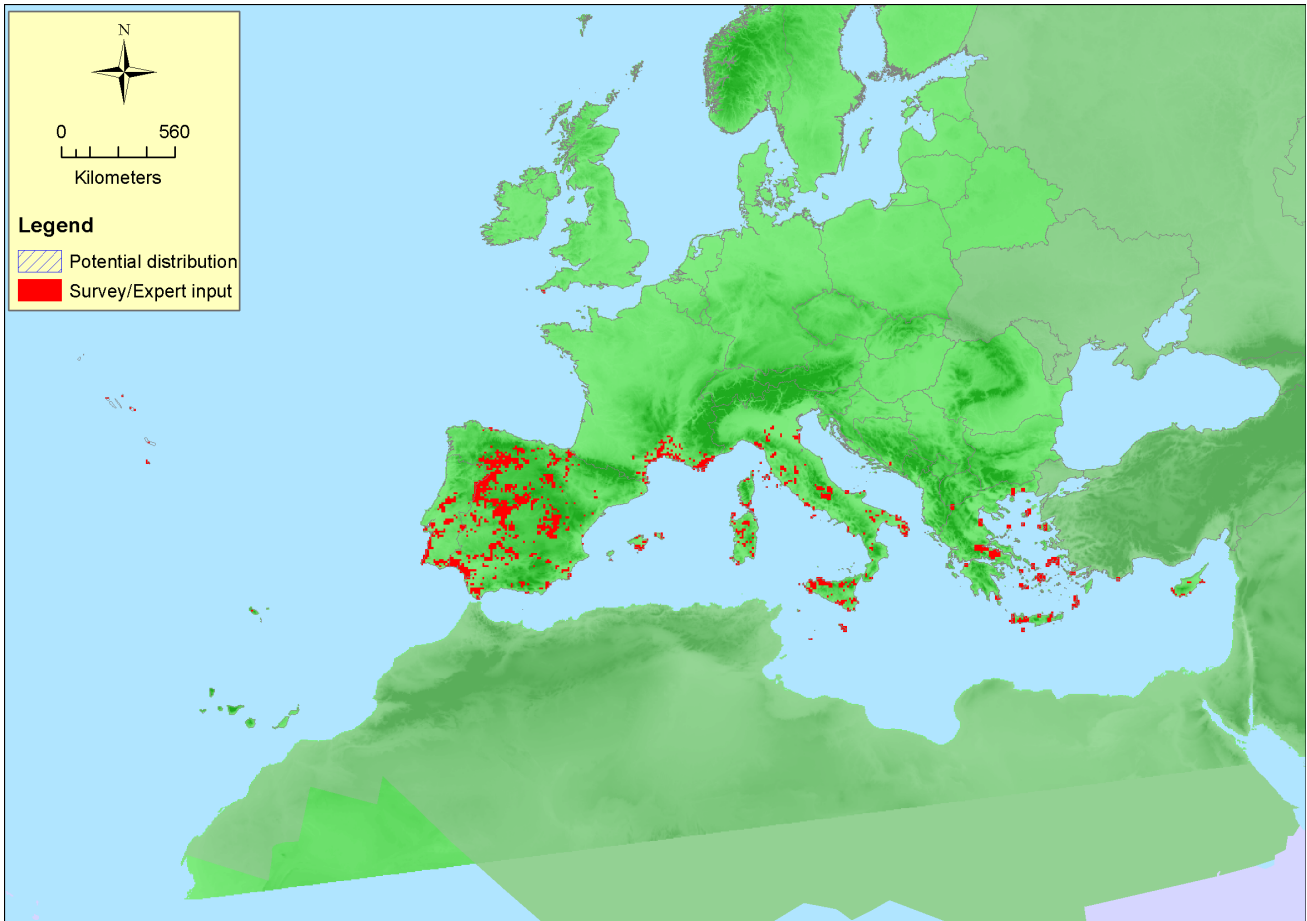 N
0 560
Kilometers
Legend
Potential distribution
Survey/Expert input